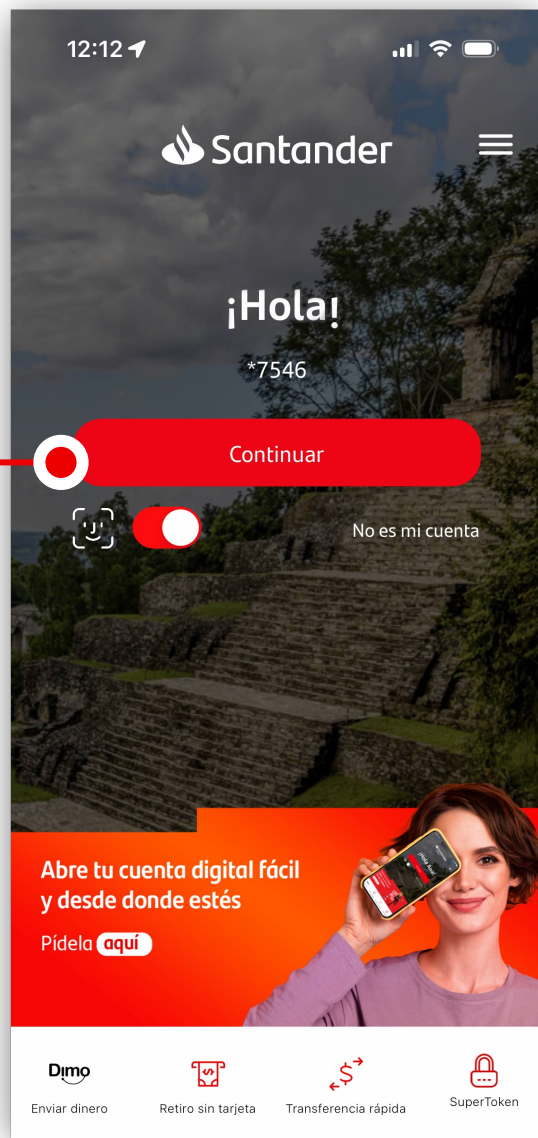 12:12
Santander
¡Hola!
*7546
Continuar
No es mi cuenta
Abre tu cuenta digital fácil
y desde donde estés
Pídela aquí
Dimo
Enviar dinero
Retiro sin tarjeta
Transferencia rápida
SuperToken